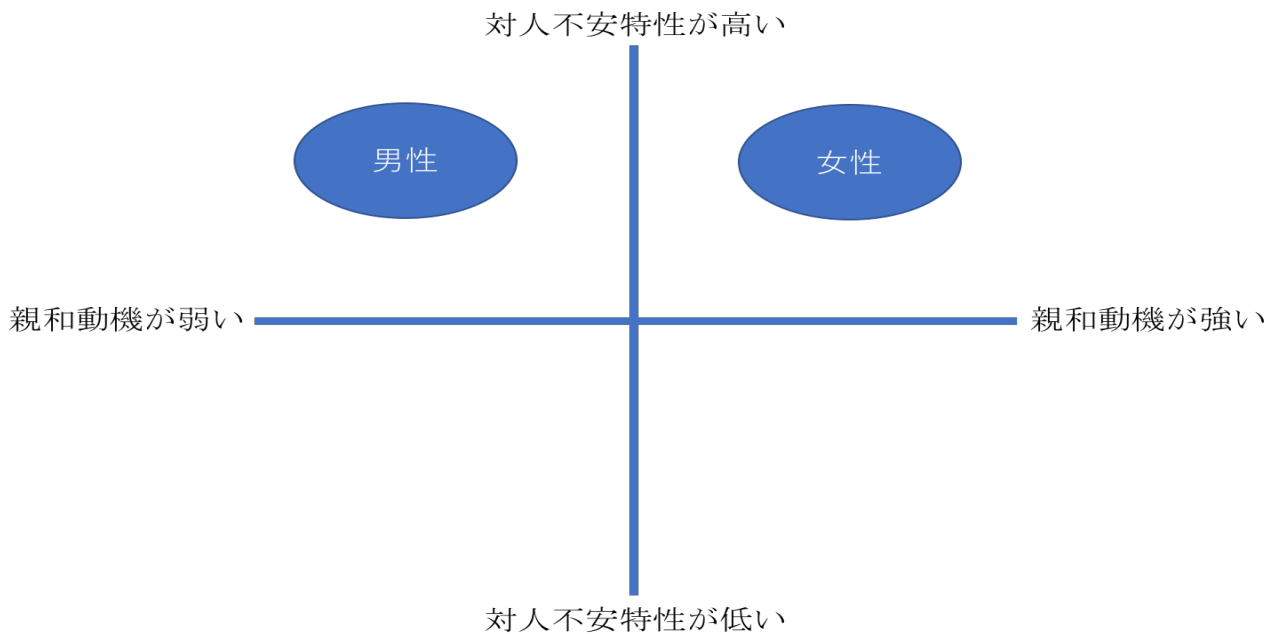 対人不安特性が高い
男性
女性
親和動機が弱い
親和動機が強い
対人不安特性が低い